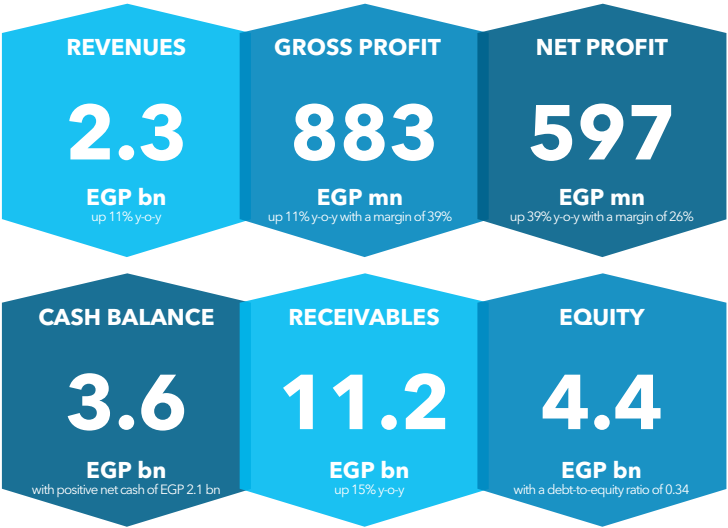 REVENUES
2.3
EGP bn
up 11% y-o-y
GROSS PROFIT
883
EGP mn
up 11% y-o-y with a margin of 39%
NET PROFIT
597
EGP mn
up 39% y-o-y with a margin of 26%
CASH BALANCE
3.6
EGP bn
with positive net cash of EGP 2.1 bn
RECEIVABLES
11.2
EGP bn
up 15% y-o-y
EQUITY
4.4
EGP bn
with a debt-to-equity ratio of 0.34